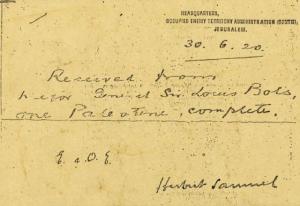 HEADQUARTERS,
OCCUPIED ENEMY TERRITORY ADMINISTRATION (SOUTH)
JERUSALEM.
30. 6. 20.
Received from
Major General Sir Louis Bols,
one Palestine, complete.
E. & O. E.
Herbert Samuel